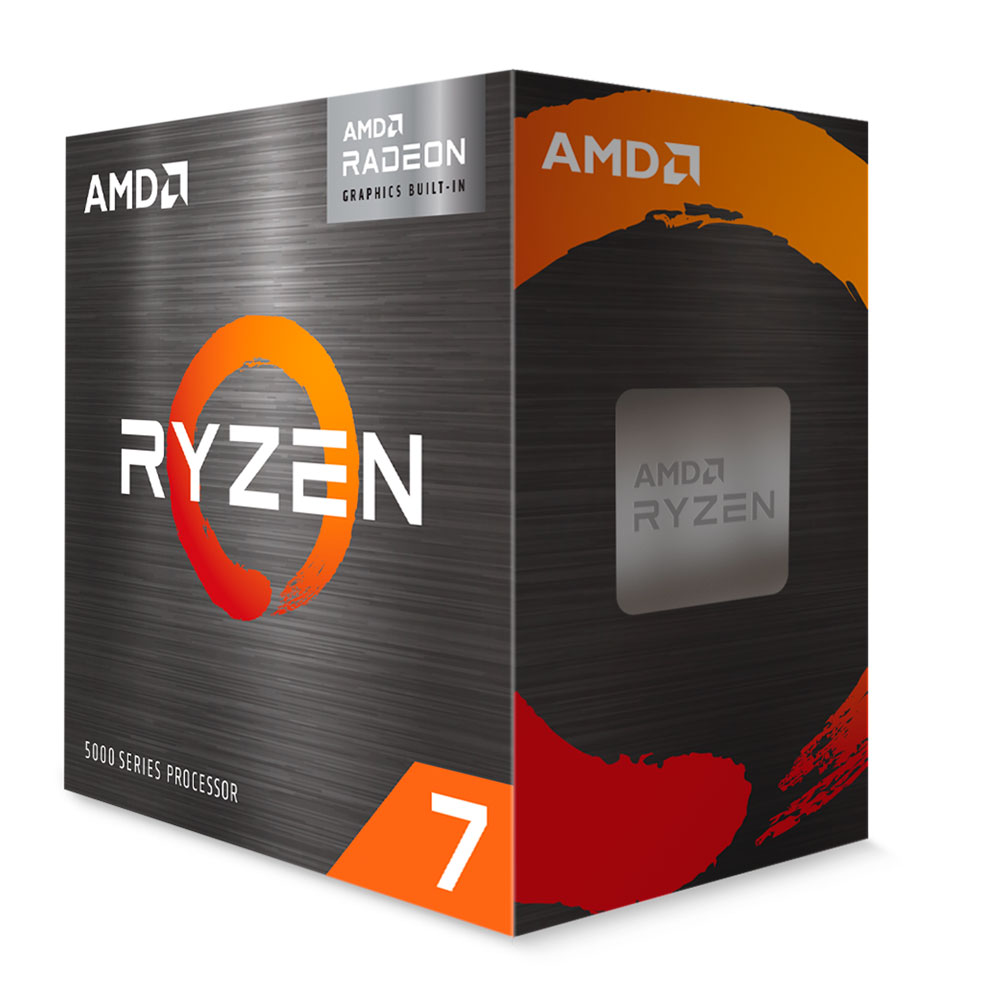 AMD
AMD
RADEON
GRAPHICS BUILT-IN
RYZEN
5000 SERIES PROCESSOR
7
AMD
AMD
RYZEN